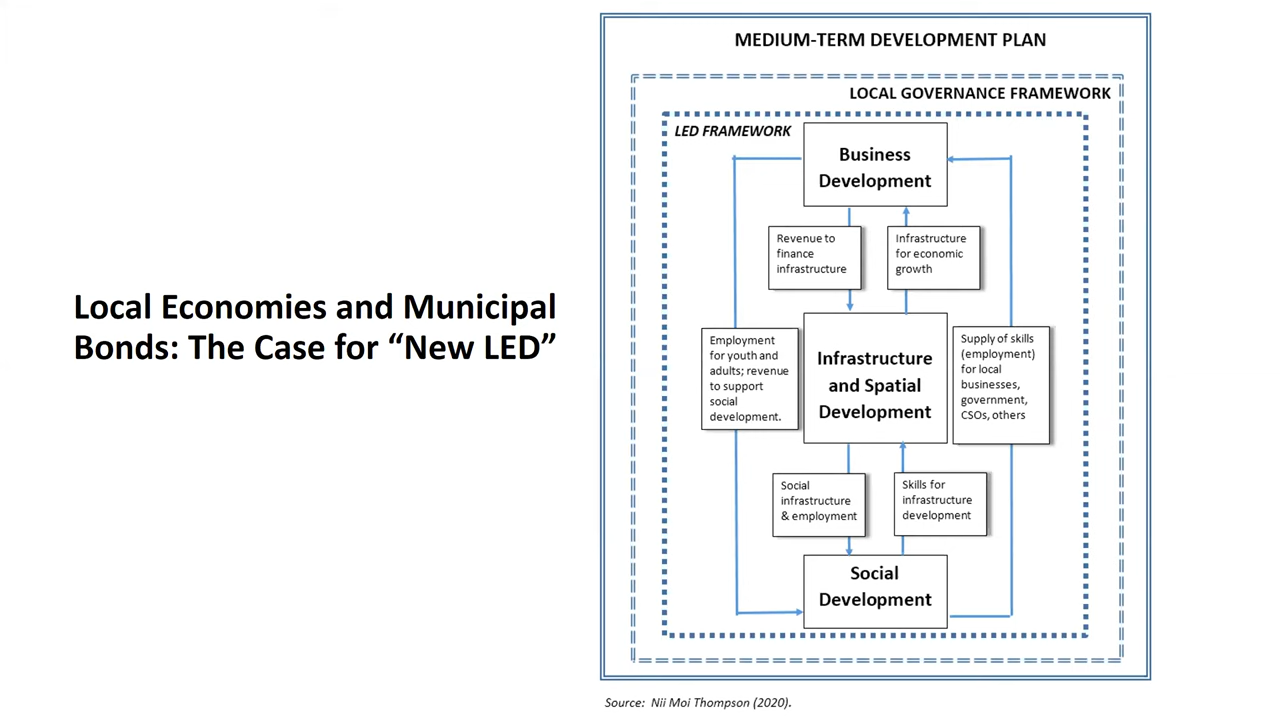 Local Economies and Municipal
Bonds: The Case for “New LED”
MEDIUM-TERM DEVELOPMENT PLAN
LOCAL GOVERNANCE FRAMEWORK
LED FRAMEWORK
Business
Development
Revenue to
finance
infrastructure
Infrastructure
for economic
growth
Employment
for youth and
adults; revenue
to support
social
development.
Infrastructure
and Spatial
Development
Supply of skills
(employment)
for local
businesses,
government,
CSOs, others
Social
infrastructure
& employment
Skills for
infrastructure
development
Social
Development
Source: Nii Moi Thompson (2020).